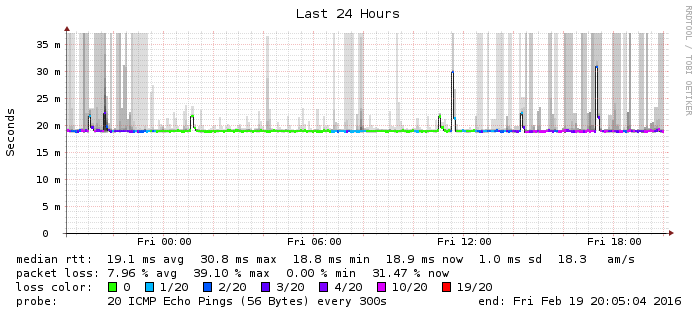 Last 24 Hours
RRDTOOL / TOBI OETIKER
Seconds
35 m
30 m
25 m
20 m
15 m
10 m
5 m
0
Fri 00:00 Fri 06:00 Fri 12:00 Fri 18:00
median rtt: 19.1 ms avg 30.8 ms max 18.8 ms min 18.9 ms now 1.0 ms sd 18.3 am/s
packet loss: 7.96 % avg 39.10 % max 0.00 % min 31.47 % now
loss color: 0 1/20 2/20 3/20 4/20 10/20 19/20
probe: 20 ICMP Echo Pings (56 Bytes) every 300s end: Fri Feb 19 20:05:04 2016